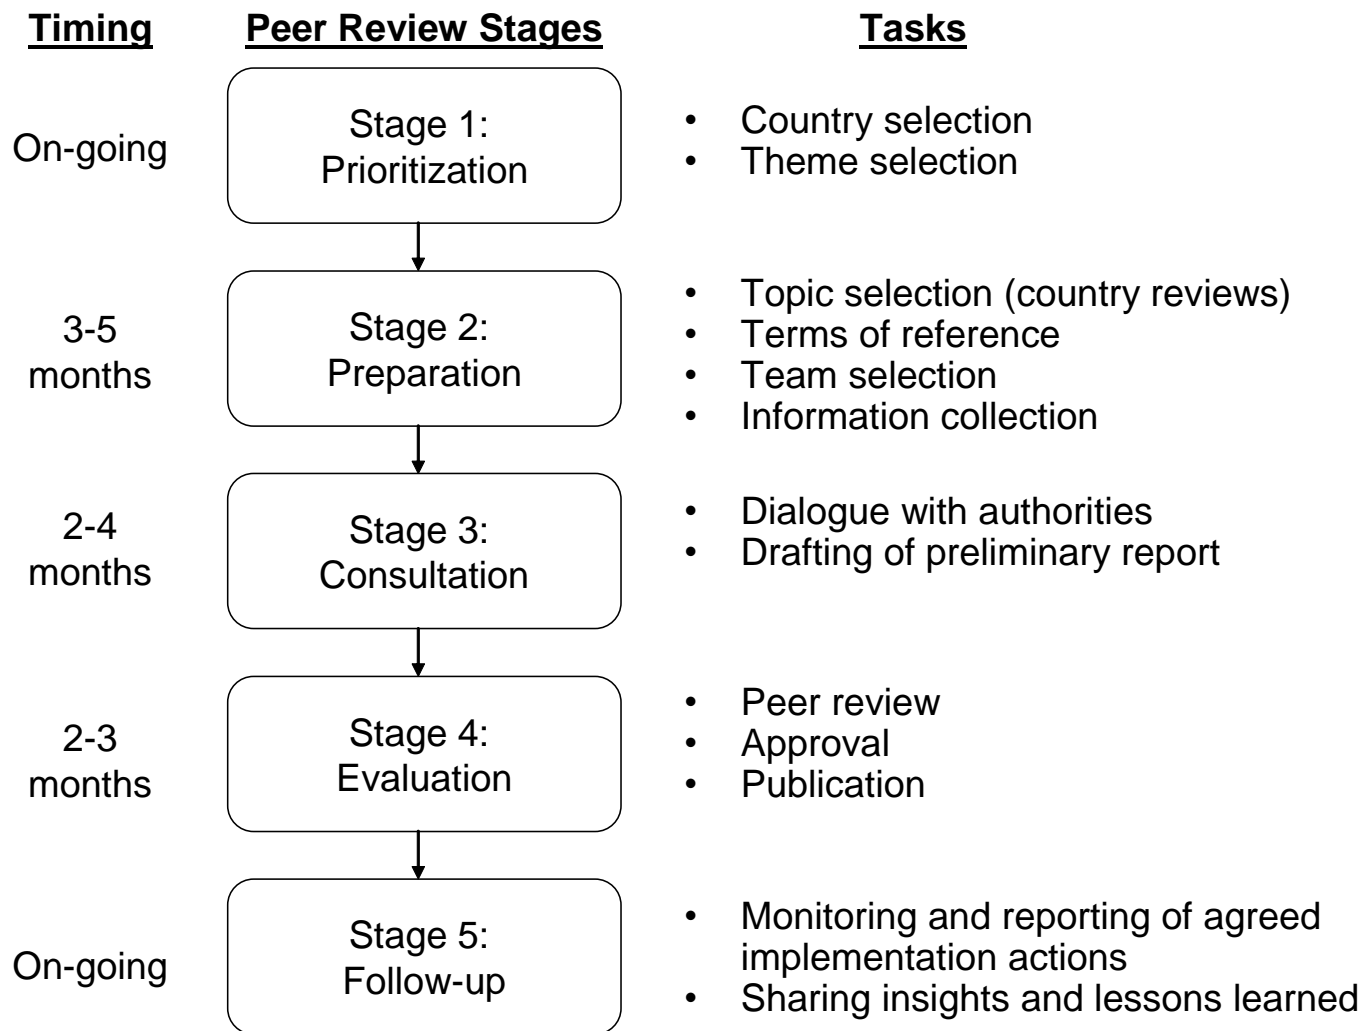 Timing Peer Review Stages Tasks
On-going
Stage 1:
Prioritization
• Country selection
• Theme selection
3-5
months
Stage 2:
Preparation
• Topic selection (country reviews)
• Terms of reference
• Team selection
• Information collection
2-4
months
Stage 3:
Consultation
• Dialogue with authorities
• Drafting of preliminary report
2-3
months
Stage 4:
Evaluation
• Peer review
• Approval
• Publication
On-going
Stage 5:
Follow-up
• Monitoring and reporting of agreed
implementation actions
• Sharing insights and lessons learned